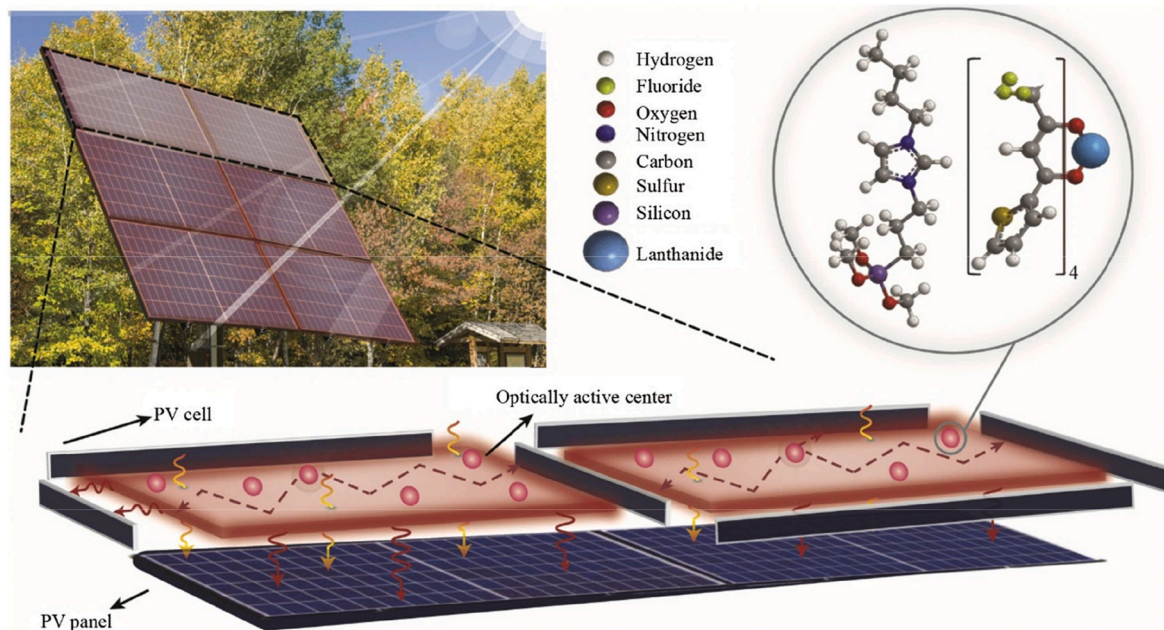 Hydrogen
Fluoride
Oxygen
Nitrogen
Carbon
Sulfur
Silicon
Lanthanide
4
PV cell
Optically active center
PV panel